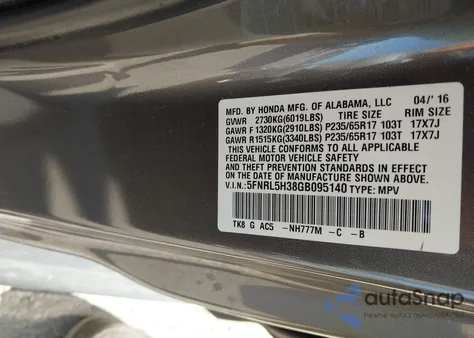 MFD. BY HONDA MFG. OF ALABAMA, LLC 04/'16
GVWR 2730KG(6019LBS) TIRE SIZE RIM SIZE
GAWR F 1320KG(2910LBS) P235/65R17 103T 17X7J
GAWR R 1515KG(3340LBS) P235/65R17 103T 17X7J
THIS VEHICLE CONFORMS TO ALL APPLICABLE
FEDERAL MOTOR VEHICLE SAFETY
AND THEFT PREVENTION STANDARDS IN EFFECT
ON THE DATE OF MANUFACTURE SHOWN ABOVE.
V.I.N.:5FNRL5H38GB095140 TYPE: MPV
TK8 G AC5 -NH777M -C -B
autoSnap